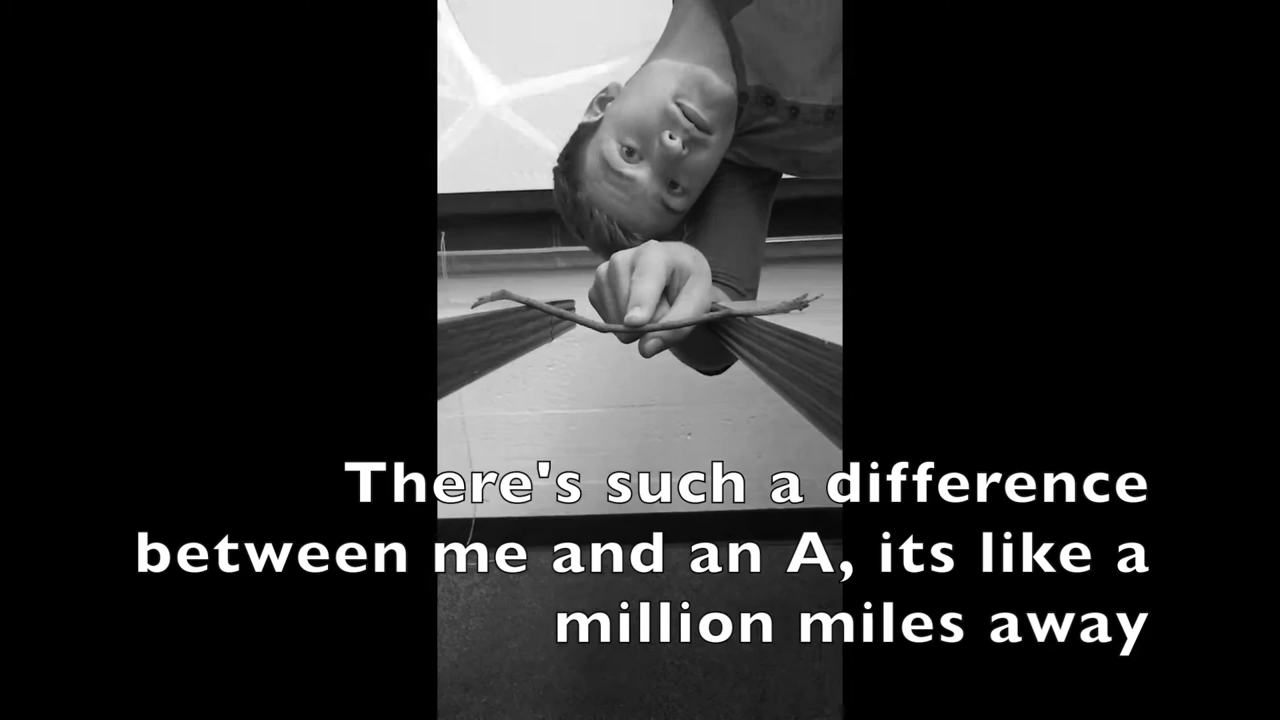 There's such a difference
between me and an A, its like a
million miles away